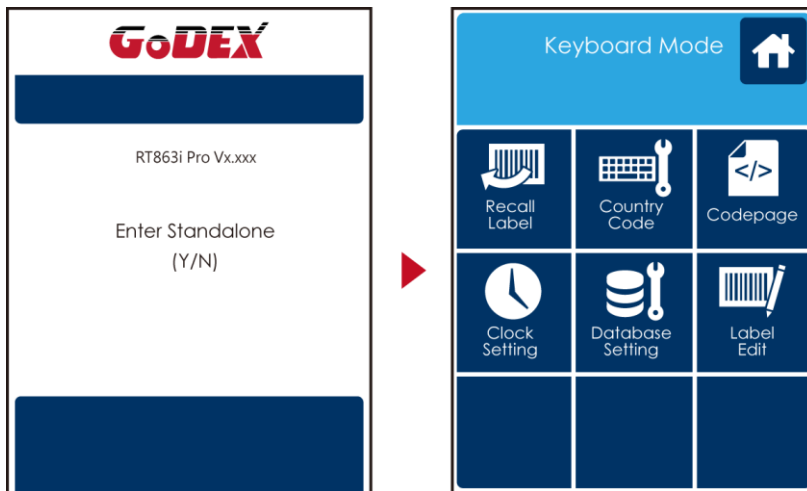 GoDEX
RT863i Pro Vx.xxx
Enter Standalone
(Y/N)
Keyboard Mode
Recall
Label
Country
Code
</>
Codepage
Clock
Setting
Database
Setting
Label
Edit